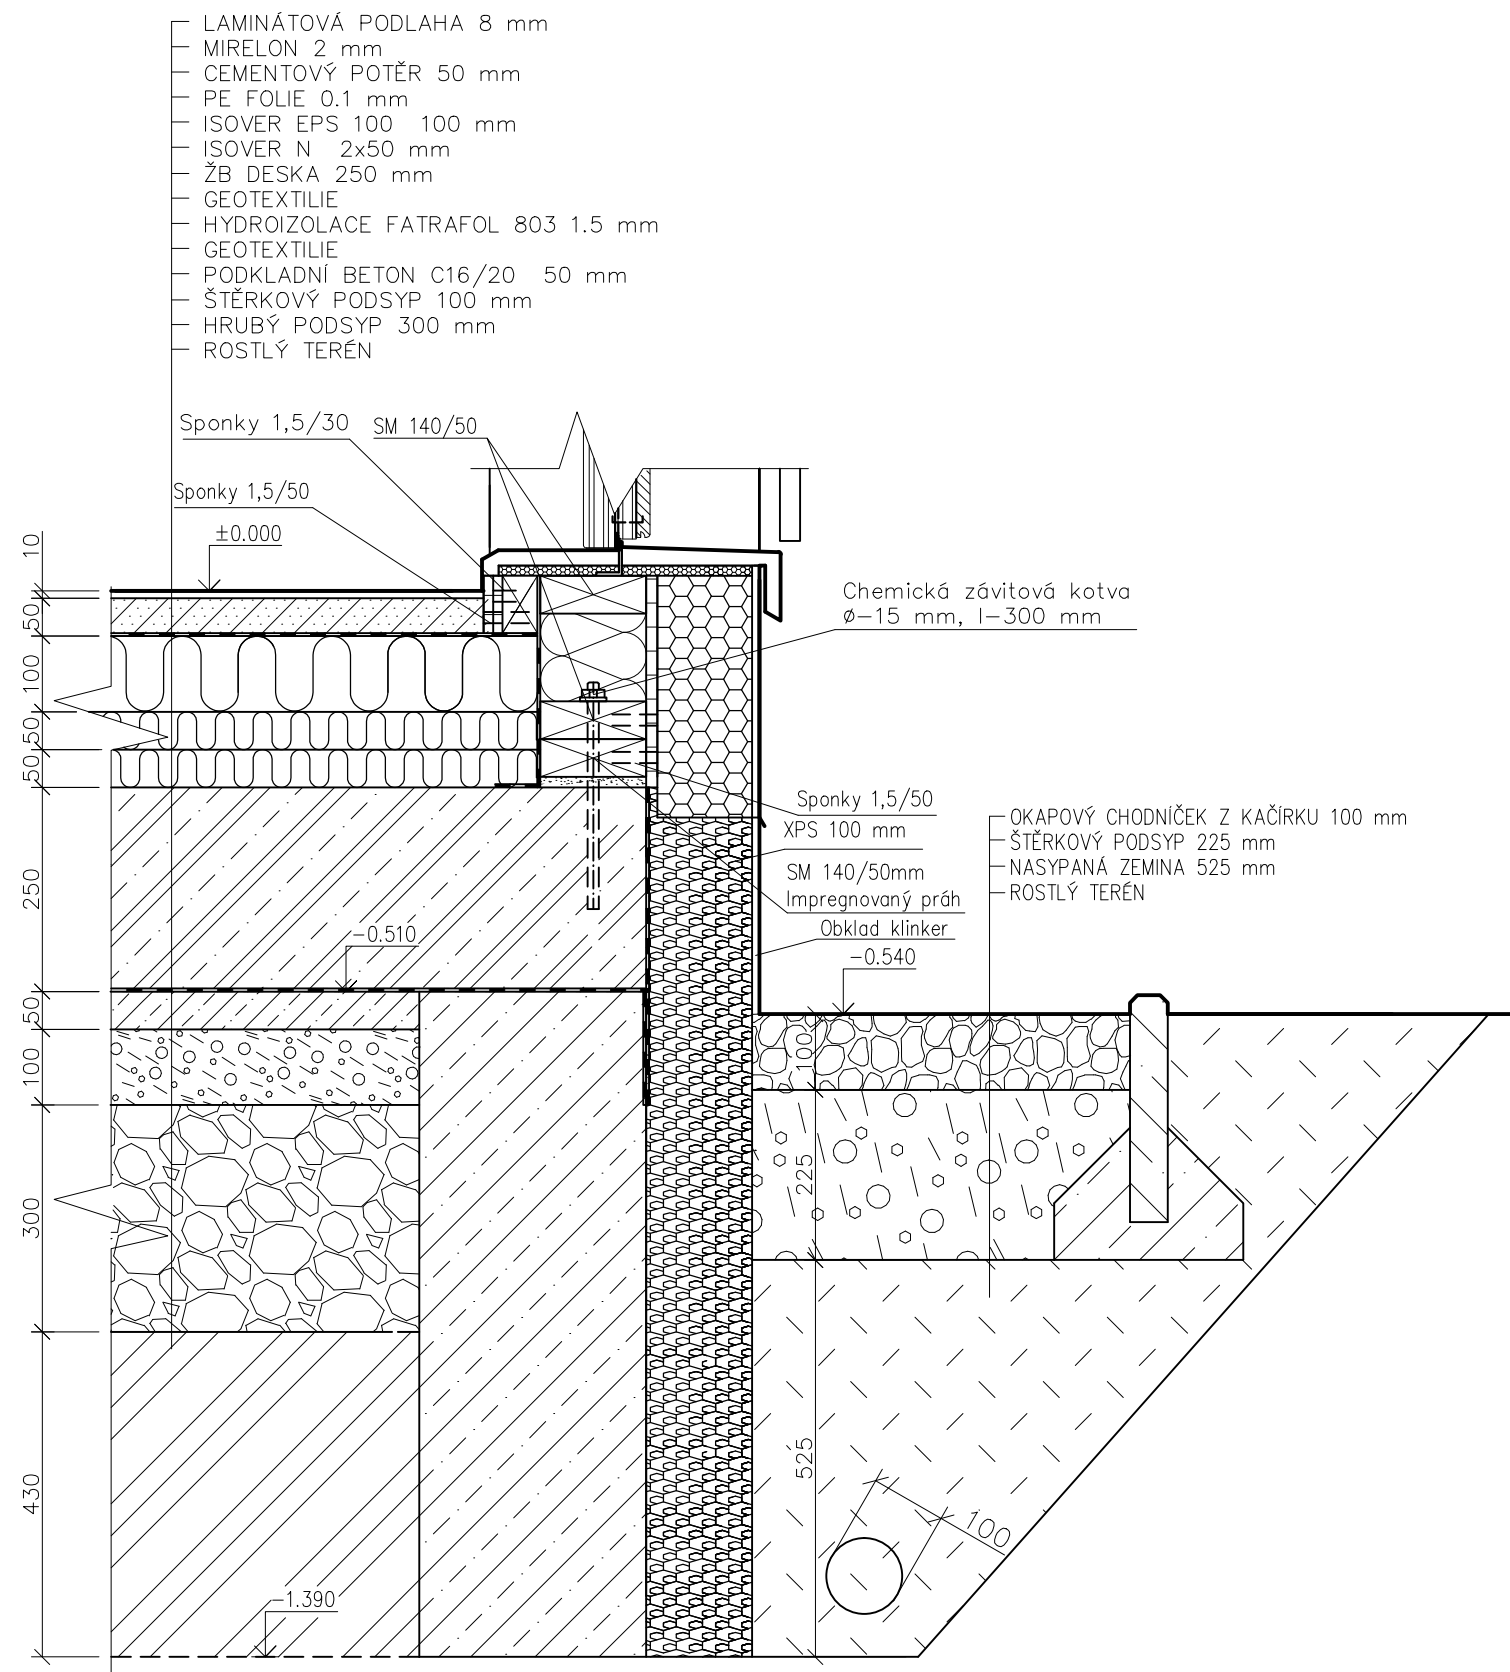 LAMINÁTOVÁ PODLAHA 8 mm
MIRELON 2 mm
CEMENTOVÝ POTĚR 50 mm
PE FOLIE 0.1 mm
ISOVER EPS 100 100 mm
ISOVER N 2x50 mm
ŽB DESKA 250 mm
GEOTEXTILIE
HYDROIZOLACE FATRAFOL 803 1.5 mm
GEOTEXTILIE
PODKLADNÍ BETON C16/20 50 mm
ŠTĚRKOVÝ PODSYP 100 mm
HRUBÝ PODSYP 300 mm
ROSTLÝ TERÉN
Sponky 1,5/30
SM 140/50
Sponky 1,5/50
±0.000
10
50
100
50
50
250
50
100
300
430
Chemická závitová kotva
ø-15 mm, l-300 mm
Sponky 1,5/50
XPS 100 mm
SM 140/50mm
Impregnovaný práh
Obklad klinker
-0.510
-0.540
OKAPOVÝ CHODNÍČEK Z KAČÍRKU 100 mm
ŠTĚRKOVÝ PODSYP 225 mm
NASYPANÁ ZEMINA 525 mm
ROSTLÝ TERÉN
100
225
525
100
-1.390